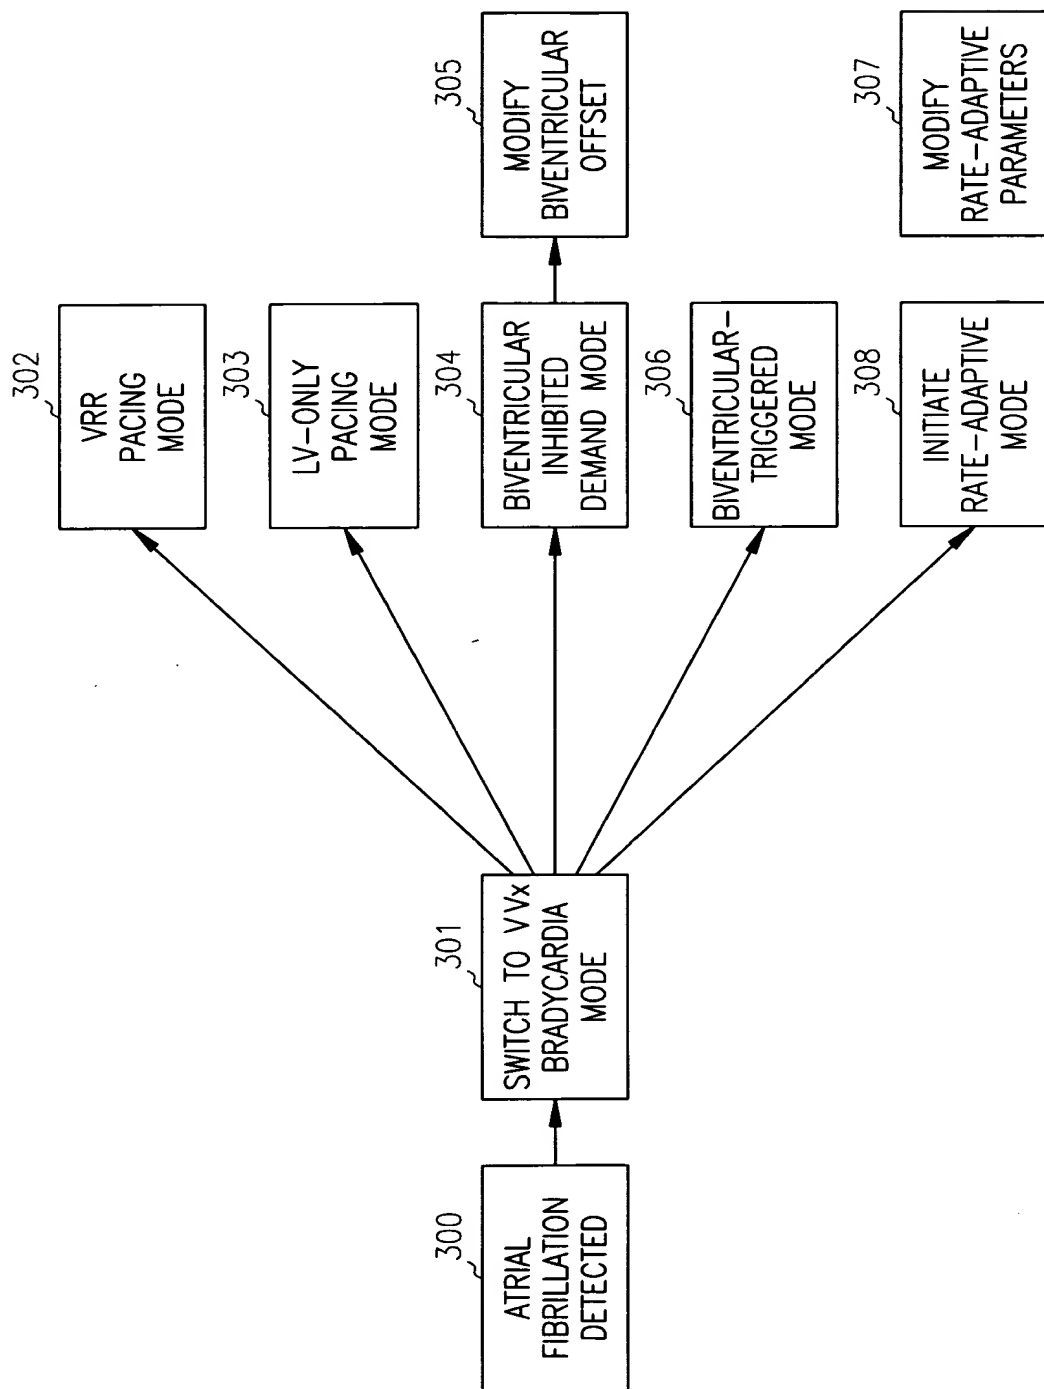 300
ATRIAL
FIBRILLATION
DETECTED
301
SWITCH TO VVx
BRADYCARDIA
MODE
302
VRR
PACING
MODE
303
LV-ONLY
PACING
MODE
304
BIVENTRICULAR
INHIBITED
DEMAND MODE
305
MODIFY
BIVENTRICULAR
OFFSET
306
BIVENTRICULAR-
TRIGGERED
MODE
308
INITIATE
RATE-ADAPTIVE
MODE
307
MODIFY
RATE-ADAPTIVE
PARAMETERS